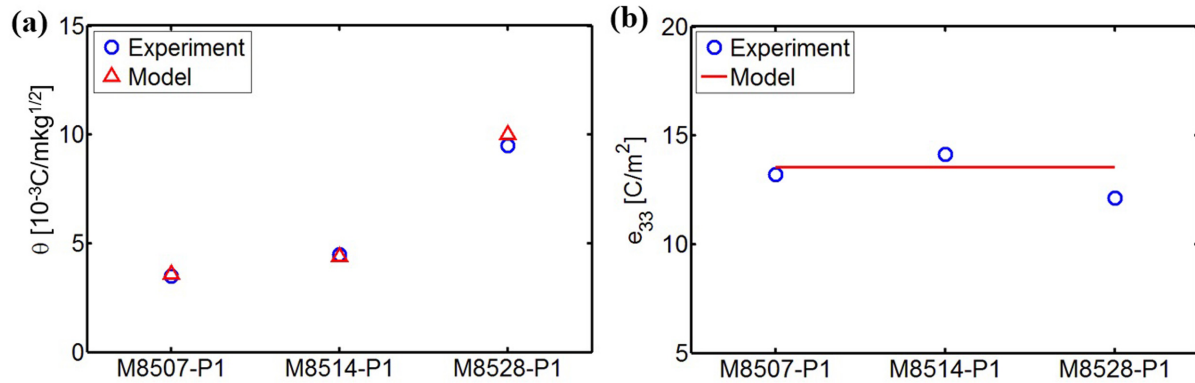 (a)
15
Experiment
Model
10
5
0
θ [10⁻³C/mkg¹ᐟ²]
M8507-P1 M8514-P1 M8528-P1
(b)
20
Experiment
Model
15
10
5
e₃₃ [C/m²]
M8507-P1 M8514-P1 M8528-P1